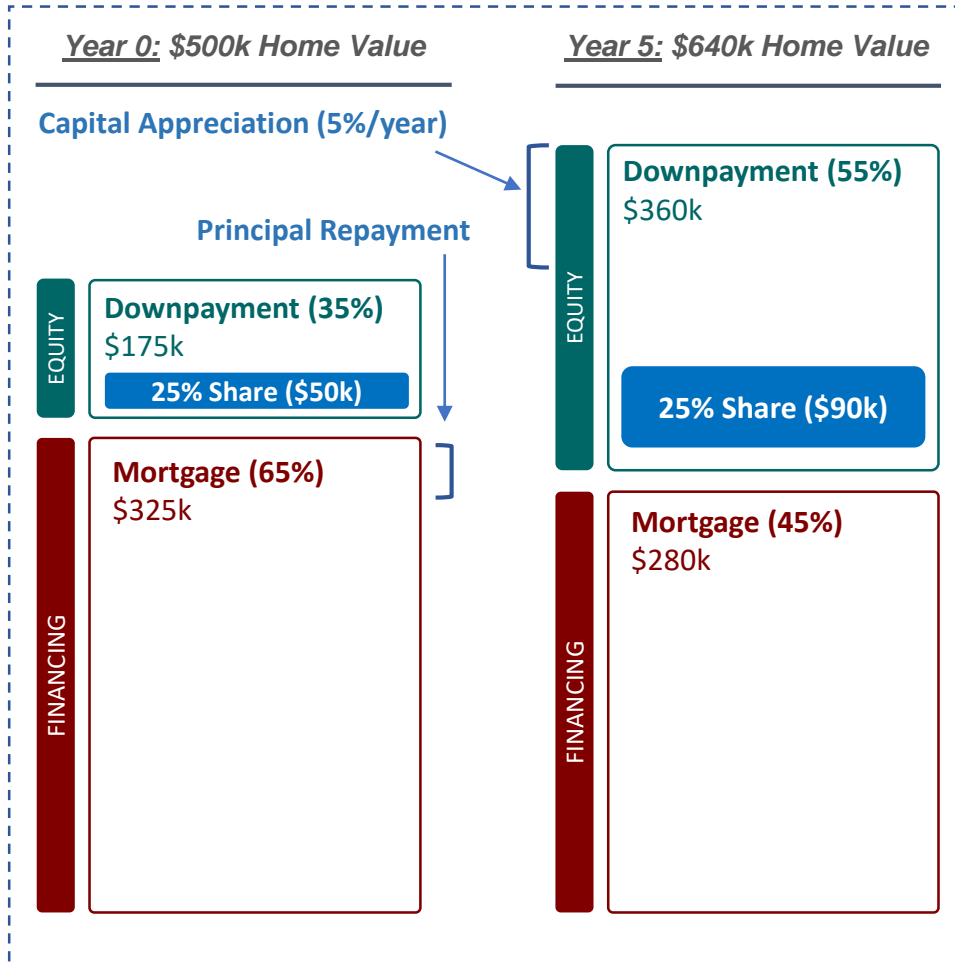 Year 0: $500k Home Value
Capital Appreciation (5%/year)
Principal Repayment
EQUITY
Downpayment (35%)
$175k
25% Share ($50k)
FINANCING
Mortgage (65%)
$325k
Year 5: $640k Home Value
EQUITY
Downpayment (55%)
$360k
25% Share ($90k)
FINANCING
Mortgage (45%)
$280k